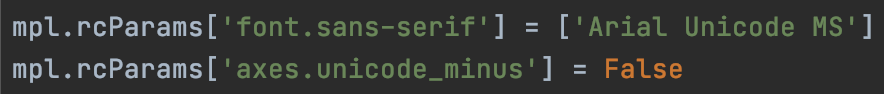 mpl.rcParams['font.sans-serif'] = ['Arial Unicode MS']
mpl.rcParams['axes.unicode_minus'] = False